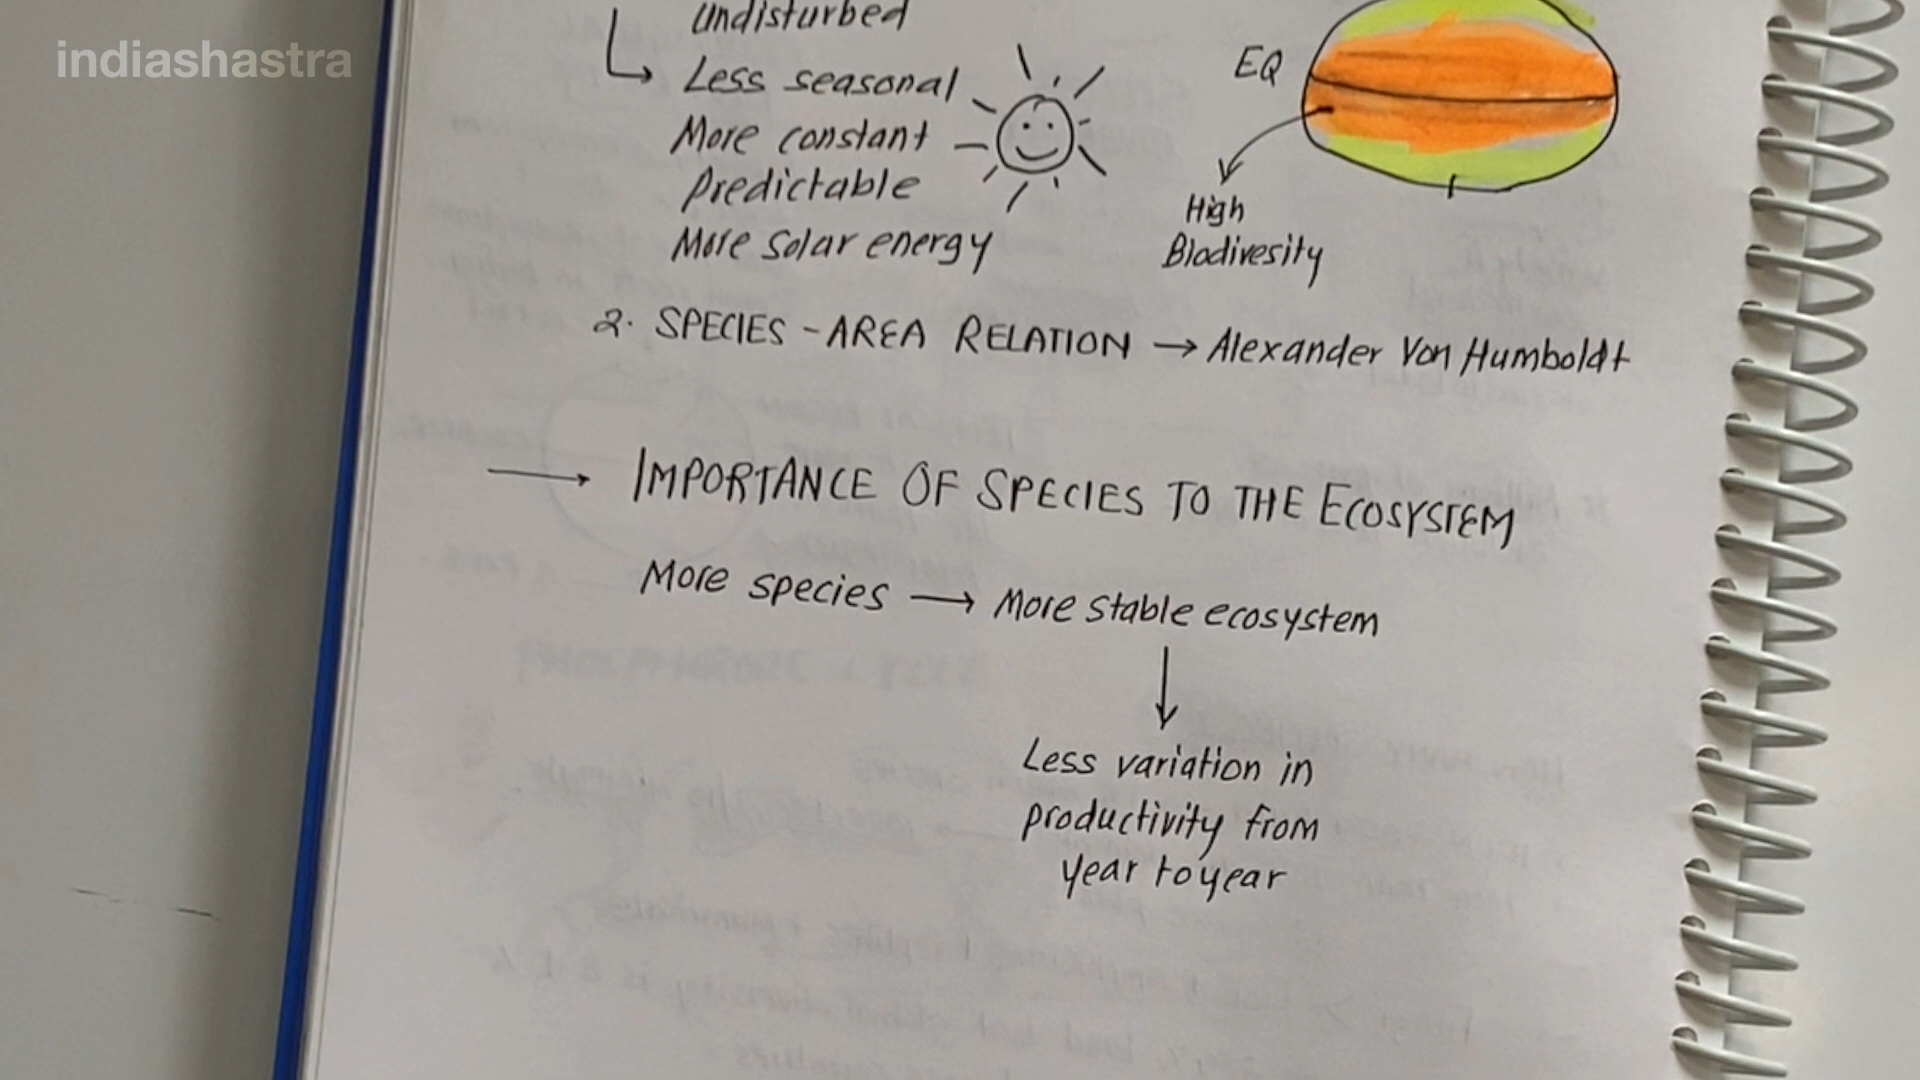 indiashastra
undisturbed
Less seasonal
More constant
Predictable
More solar energy
EQ
High
Biodivesity
2. SPECIES - AREA RELATION → Alexander Von Humboldt
→ IMPORTANCE OF SPECIES TO THE ECOSYSTEM
More species → More stable ecosystem
Less variation in
productivity from
year to year